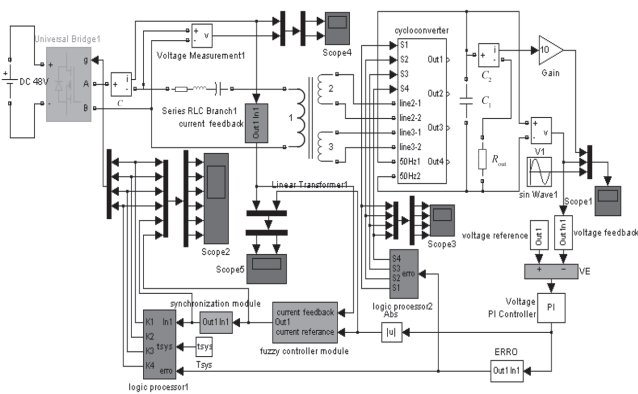 Universal Bridge1
g
+
A
-
B
DC 48V
+
i
-
C
Voltage Measurement1
+
v
-
Scope4
Series RLC Branch1
current feedback
Out1 In1
1
2
3
Linear Transformer1
cycloconverter
S1
S2
S3
S4
line2-1
line2-2
line3-1
line3-2
50Hz1
50Hz2
Out1
Out2
Out3
Out4
C1
C2
+
i
-
Rout
10
Gain
+
v
-
V1
sin Wave1
Scope1
Scope2
Scope5
Scope3
voltage reference
Out1
Out1 In1
voltage feedback
+
-
VE
Voltage
PI Controller
PI
S4
S3
S2
S1
erro
logic processor2
Abs
|u|
ERRO
Out1 In1
synchronization module
Out1 In1
current feedback
Out1
current referance
fuzzy controller module
K1
K2
K3
K4
In1
tsys
erro
logic processor1
tsys
Tsys